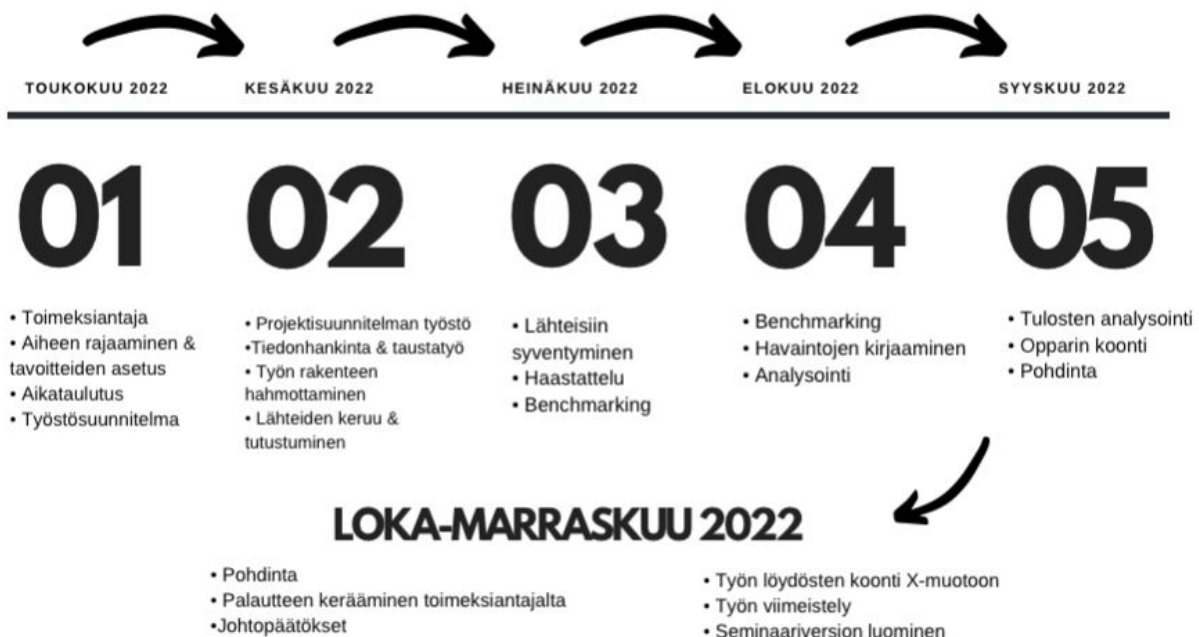 TOUKOKUU 2022
KESÄKUU 2022
HEINÄKUU 2022
ELOKUU 2022
SYYSKUU 2022
01
02
03
04
05
• Toimeksiantaja
• Aiheen rajaaminen &
tavoitteiden asetus
• Aikataulutus
• Työstösuunnitelma
• Projektisuunnitelman työstö
•Tiedonhankinta & taustatyö
• Työn rakenteen
hahmottaminen
• Lähteiden keruu &
tutustuminen
• Lähteisiin
syventyminen
• Haastattelu
• Benchmarking
• Benchmarking
• Havaintojen kirjaaminen
• Analysointi
• Tulosten analysointi
• Opparin koonti
• Pohdinta
LOKA-MARRASKUU 2022
• Pohdinta
• Palautteen kerääminen toimeksiantajalta
•Johtopäätökset
• Työn löydösten koonti X-muotoon
• Työn viimeistely
• Seminaariversion luominen